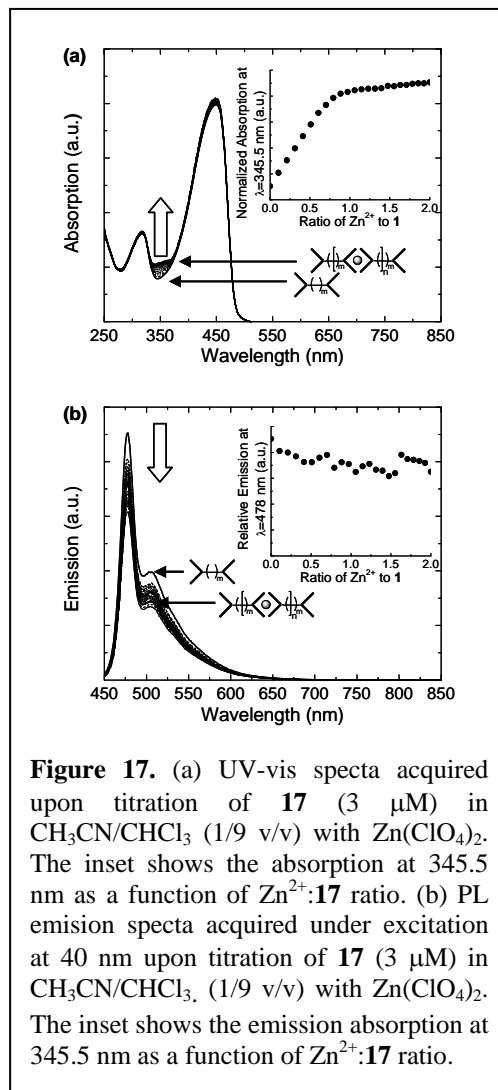 (a)
Absorption (a.u.)
Normalized Absorption at
λ=345.5 nm (a.u.)
0.0 0.5 1.0 1.5 2.0
Ratio of Zn²⁺ to 1
( )m
[ ]m [ ]m n
250 350 450 550 650 750 850
Wavelength (nm)
(b)
Emission (a.u.)
Relative Emission at
λ=478 nm (a.u.)
0.0 0.5 1.0 1.5 2.0
Ratio of Zn²⁺ to 1
( )m
[ ]m [ ]m n
450 500 550 600 650 700 750 800 850
Wavelength (nm)
Figure 17. (a) UV-vis specta acquired
upon titration of 17 (3 μM) in
CH₃CN/CHCl₃ (1/9 v/v) with Zn(ClO₄)₂.
The inset shows the absorption at 345.5
nm as a function of Zn²⁺:17 ratio. (b) PL
emision specta acquired under excitation
at 40 nm upon titration of 17 (3 μM) in
CH₃CN/CHCl₃. (1/9 v/v) with Zn(ClO₄)₂.
The inset shows the emission absorption at
345.5 nm as a function of Zn²⁺:17 ratio.